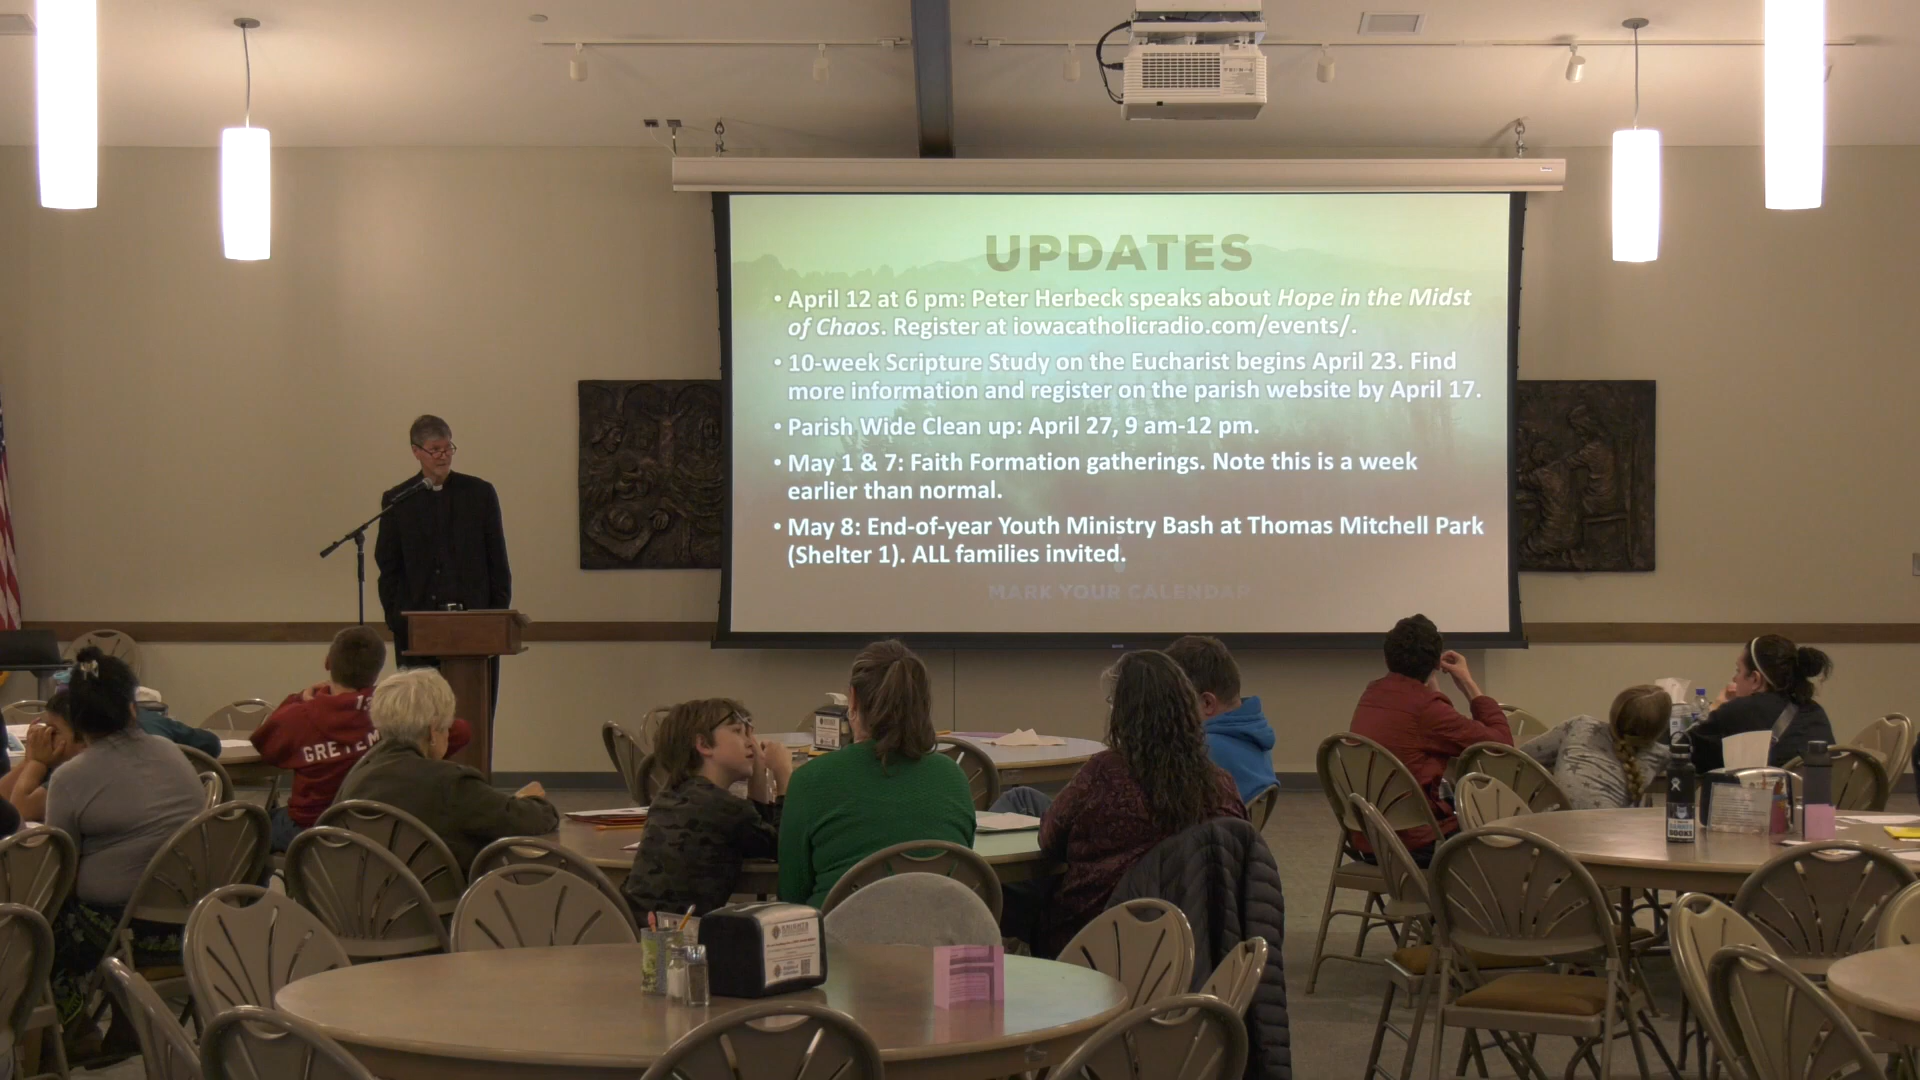 UPDATES
• April 12 at 6 pm: Peter Herbeck speaks about Hope in the Midst
of Chaos. Register at iowacatholicradio.com/events/.
• 10-week Scripture Study on the Eucharist begins April 23. Find
more information and register on the parish website by April 17.
• Parish Wide Clean up: April 27, 9 am-12 pm.
• May 1 & 7: Faith Formation gatherings. Note this is a week
earlier than normal.
• May 8: End-of-year Youth Ministry Bash at Thomas Mitchell Park
(Shelter 1). ALL families invited.
MARK YOUR CALENDAR
KNIGHTS